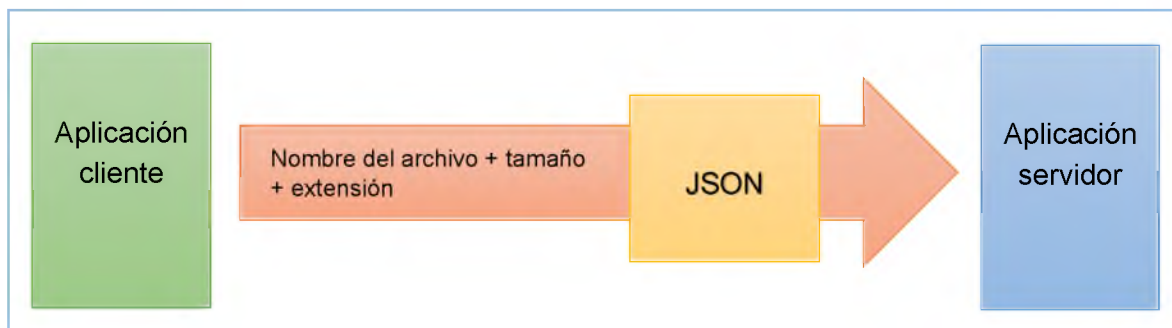 Aplicación
cliente
Nombre del archivo + tamaño
+ extensión
JSON
Aplicación
servidor